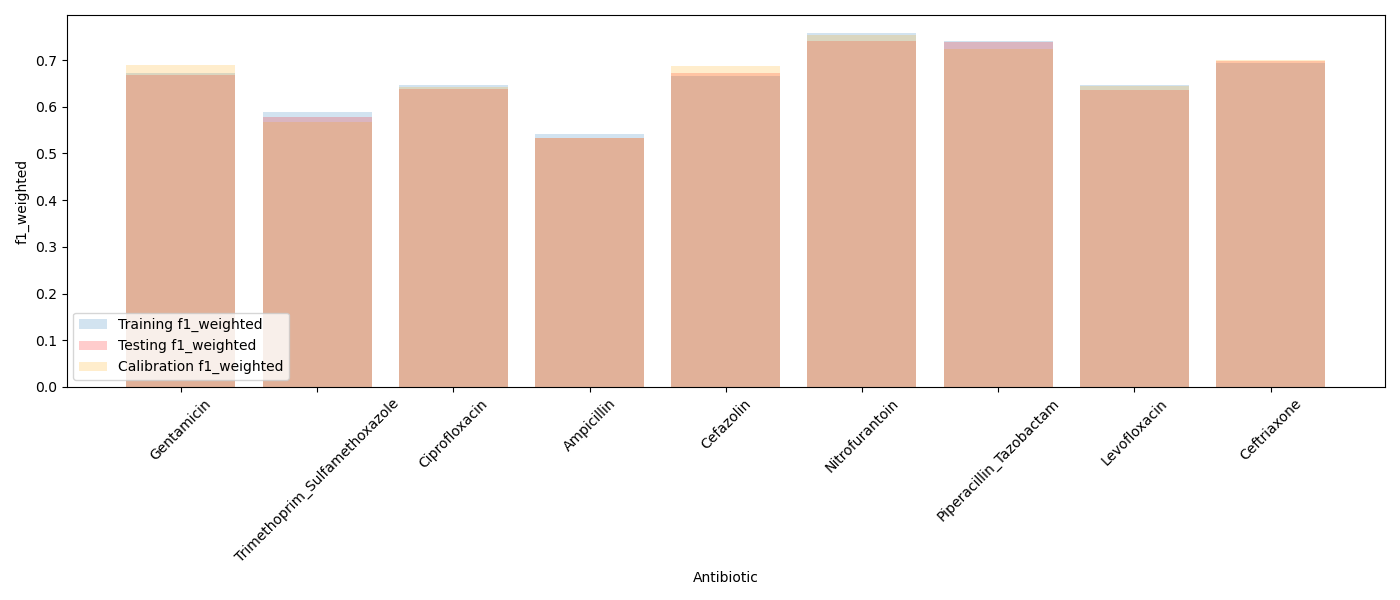 f1_weighted
0.7
0.6
0.5
0.4
0.3
0.2
0.1
0.0
Training f1_weighted
Testing f1_weighted
Calibration f1_weighted
Gentamicin
Trimethoprim_Sulfamethoxazole
Ciprofloxacin
Ampicillin
Cefazolin
Nitrofurantoin
Piperacillin_Tazobactam
Levofloxacin
Ceftriaxone
Antibiotic